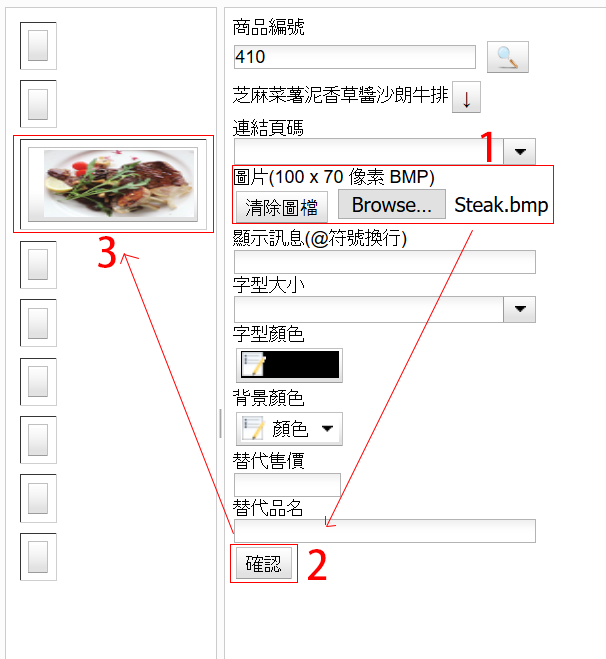 商品編號
410
芝麻菜薯泥香草醬沙朗牛排 ↓
連結頁碼
1
圖片(100 x 70 像素 BMP)
清除圖檔 Browse... Steak.bmp
顯示訊息(@符號換行)
3
字型大小
字型顏色
背景顏色
顏色
替代售價
替代品名
確認 2